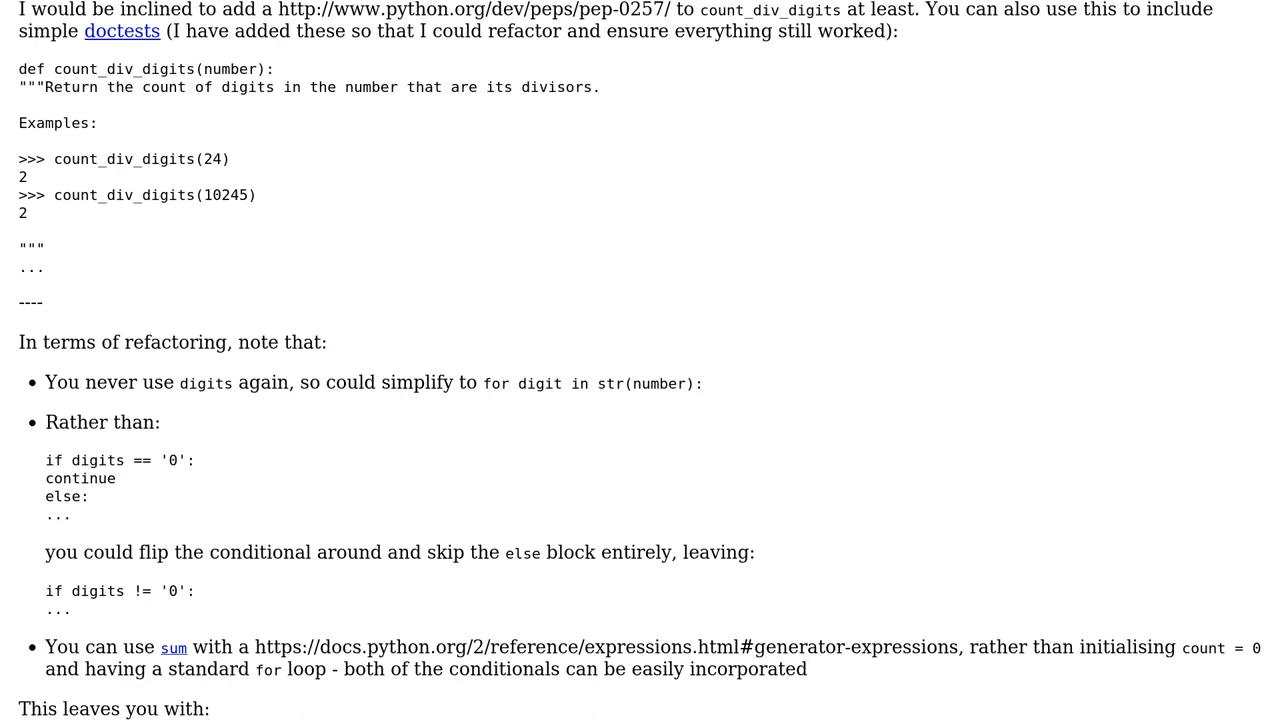 I would be inclined to add a http://www.python.org/dev/peps/pep-0257/ to count_div_digits at least. You can also use this to include
simple doctests (I have added these so that I could refactor and ensure everything still worked):
def count_div_digits(number):
"""Return the count of digits in the number that are its divisors.
Examples:
>>> count_div_digits(24)
2
>>> count_div_digits(10245)
2
"""
...
----
In terms of refactoring, note that:
• You never use digits again, so could simplify to for digit in str(number):
• Rather than:
if digits == '0':
continue
else:
...
you could flip the conditional around and skip the else block entirely, leaving:
if digits != '0':
...
• You can use sum with a https://docs.python.org/2/reference/expressions.html#generator-expressions, rather than initialising count = 0
and having a standard for loop - both of the conditionals can be easily incorporated
This leaves you with: